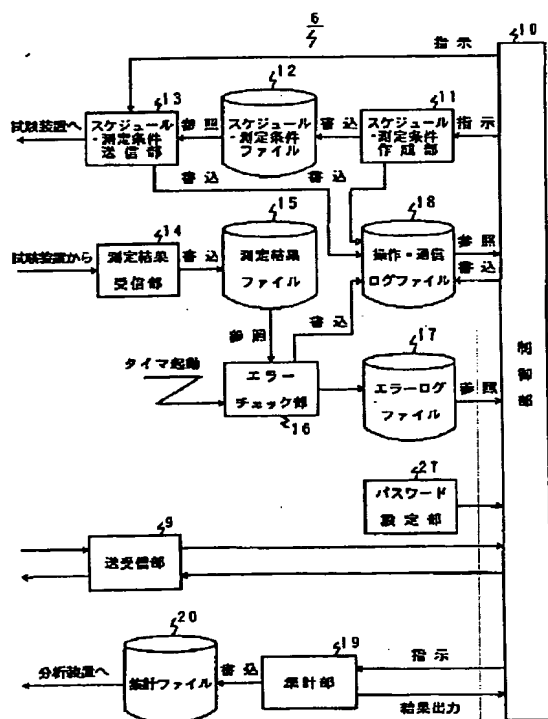 6
10
指示
12
13
11
試験装置へ
スケジュール
・測定条件
送信部
参照
スケジュール
・測定条件
ファイル
書込
スケジュール
・測定条件
作成部
指示
書込
書込
15
18
14
試験装置から
測定結果
受信部
書込
測定結果
ファイル
操作・通信
ログファイル
参照
書込
参照
書込
17
タイマ起動
エラー
チェック部
16
エラーログ
ファイル
参照
制御部
21
パスワード
設定部
9
送受信部
20
19
分析装置へ
集計ファイル
書込
集計部
指示
結果出力